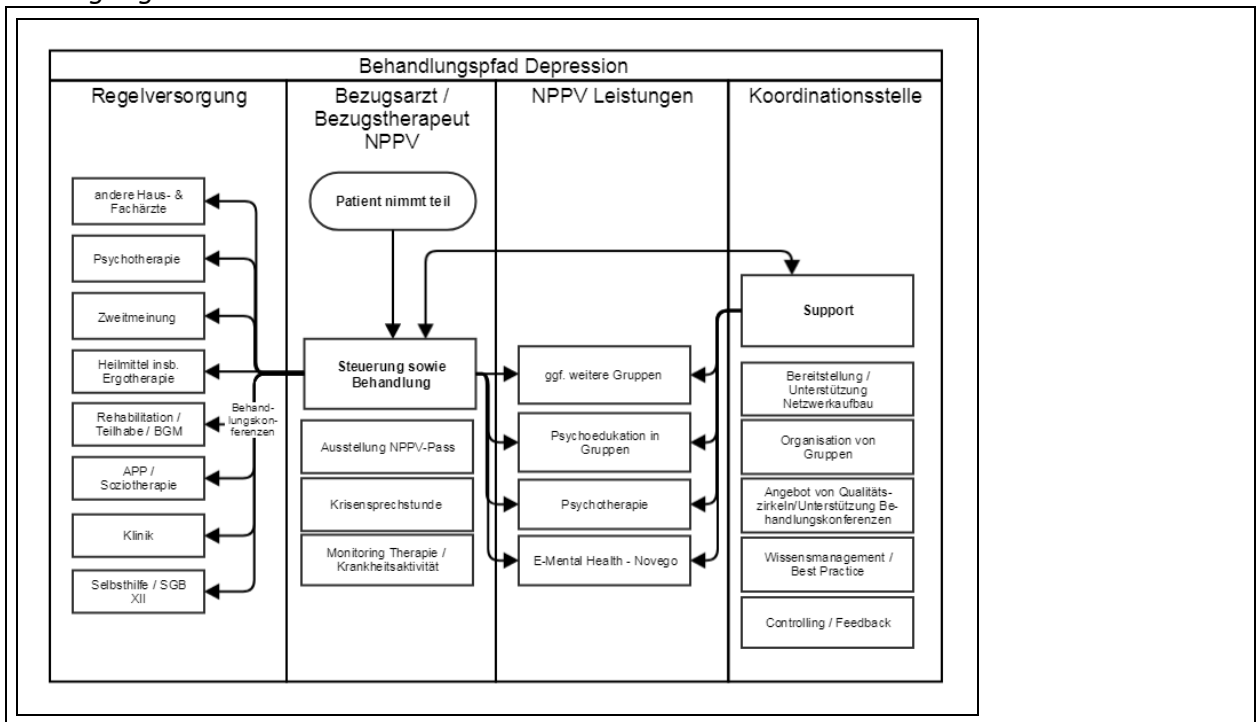 Behandlungspfad Depression
Regelversorgung
andere Haus- &
Fachärzte
Psychotherapie
Zweitmeinung
Heilmittel insb.
Ergotherapie
Rehabilitation /
Teilhabe / BGM
APP /
Soziotherapie
Klinik
Selbsthilfe / SGB
XII
Behand-
lungskon-
ferenzen
Bezugsarzt /
Bezugstherapeut
NPPV
Patient nimmt teil
Steuerung sowie
Behandlung
Ausstellung NPPV-Pass
Krisensprechstunde
Monitoring Therapie /
Krankheitsaktivität
NPPV Leistungen
ggf. weitere Gruppen
Psychoedukation in
Gruppen
Psychotherapie
E-Mental Health - Novego
Koordinationsstelle
Support
Bereitstellung /
Unterstützung
Netzwerkaufbau
Organisation von
Gruppen
Angebot von Qualitäts-
zirkeln/Unterstützung Be-
handlungskonferenzen
Wissensmanagement /
Best Practice
Controlling / Feedback